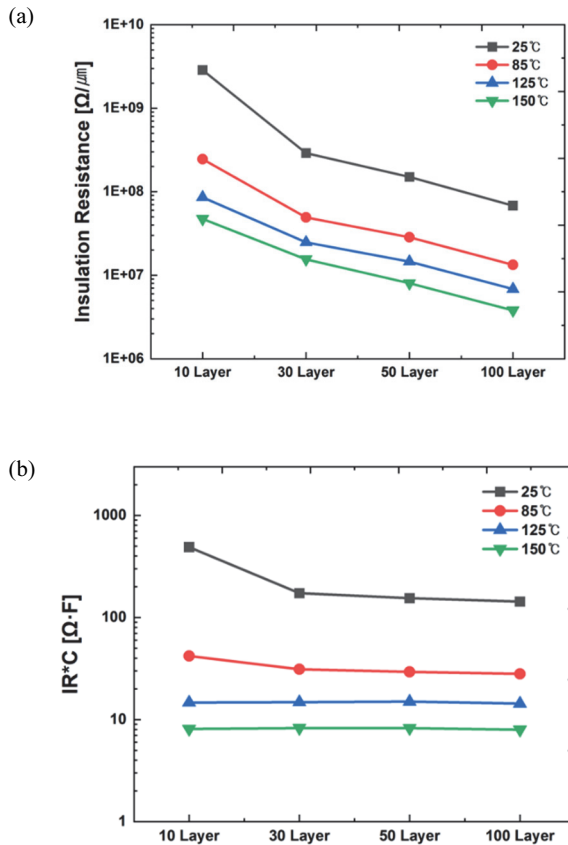 (a)
Insulation Resistance [Ω/㎛]
1E+10
1E+09
1E+08
1E+07
1E+06
25℃
85℃
125℃
150℃
10 Layer
30 Layer
50 Layer
100 Layer
(b)
IR*C [Ω·F]
1000
100
10
1
25℃
85℃
125℃
150℃
10 Layer
30 Layer
50 Layer
100 Layer